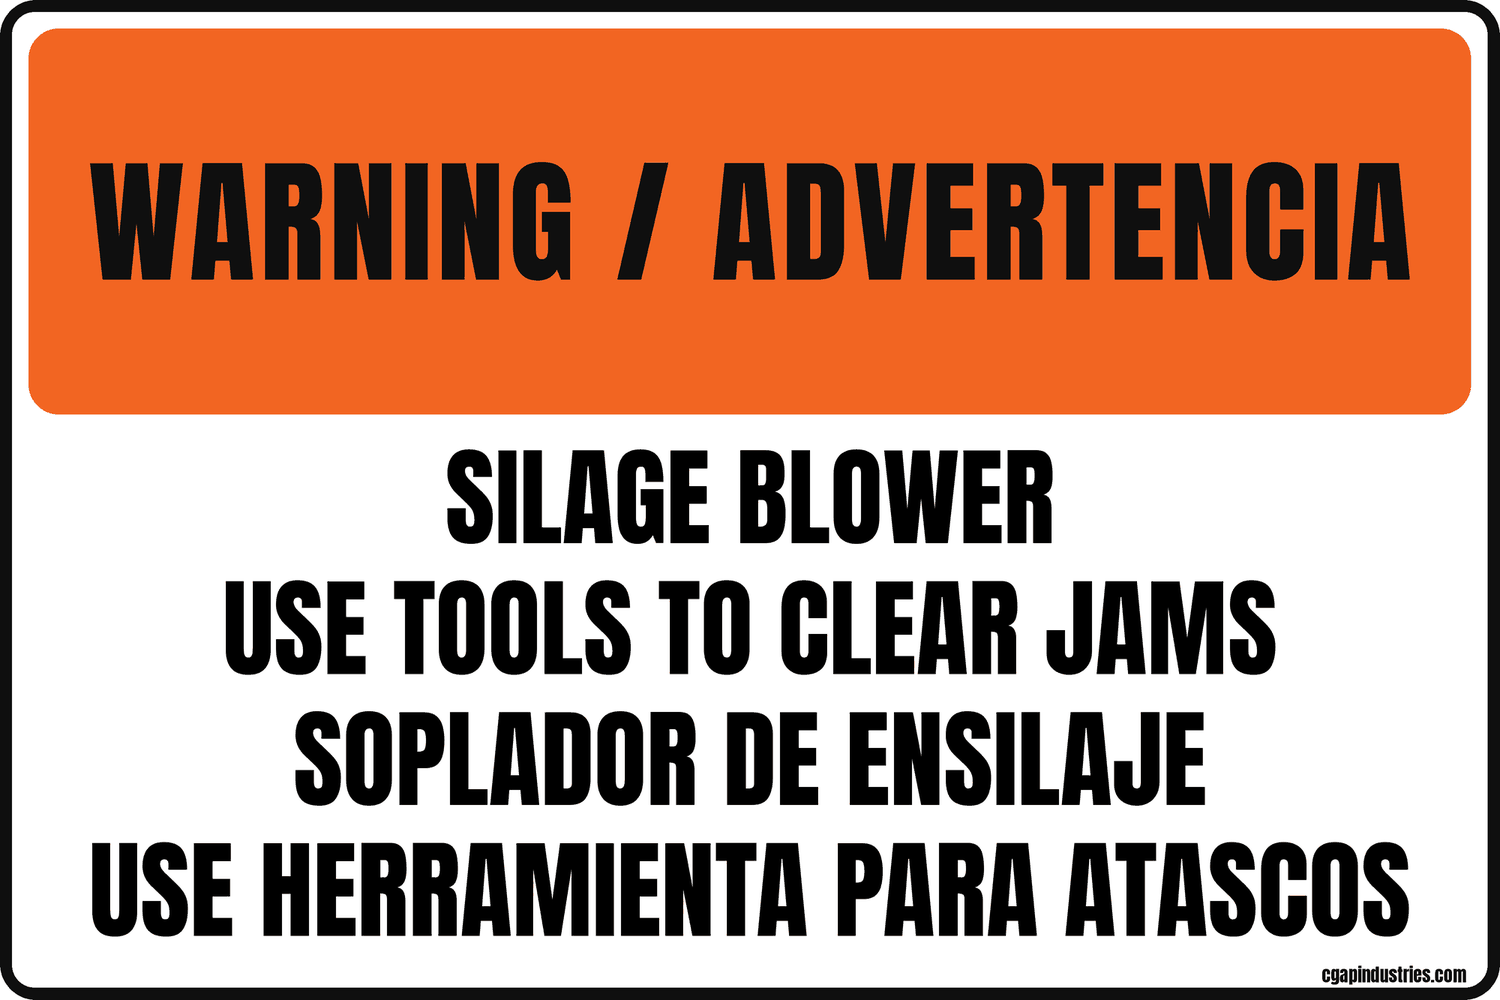 WARNING / ADVERTENCIA
SILAGE BLOWER
USE TOOLS TO CLEAR JAMS
SOPLADOR DE ENSILAJE
USE HERRAMIENTA PARA ATASCOS
cgapindustries.com